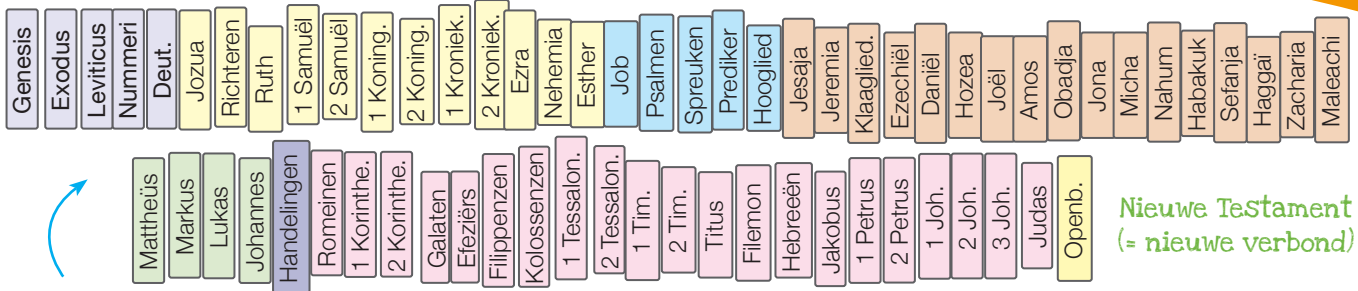 Genesis
Exodus
Leviticus
Nummeri
Deut.
Jozua
Richteren
Ruth
1 Samuël
2 Samuël
1 Koning.
2 Koning.
1 Kroniek.
2 Kroniek.
Ezra
Nehemia
Esther
Job
Psalmen
Spreuken
Prediker
Hooglied
Jesaja
Jeremia
Klaaglied.
Ezechiël
Daniël
Hozea
Joël
Amos
Obadja
Jona
Micha
Nahum
Habakuk
Sefanja
Haggaï
Zacharia
Maleachi
Mattheüs
Markus
Lukas
Johannes
Handelingen
Romeinen
1 Korinthe.
2 Korinthe.
Galaten
Efeziërs
Filippenzen
Kolossenzen
1 Tessalon.
2 Tessalon.
1 Tim.
2 Tim.
Titus
Filemon
Hebreeën
Jakobus
1 Petrus
2 Petrus
1 Joh.
2 Joh.
3 Joh.
Judas
Openb.
Nieuwe Testament
(= nieuwe verbond)